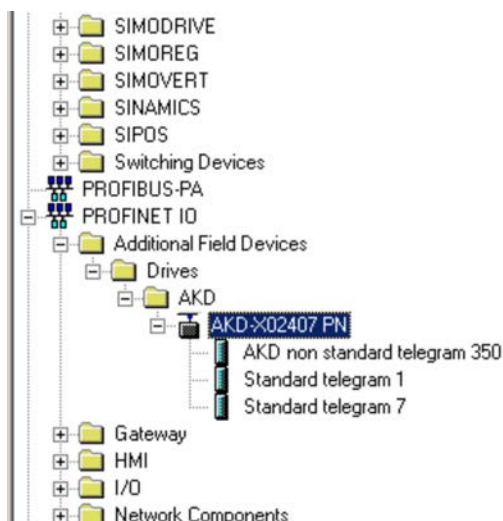 SIMODRIVE
SIMOREG
SIMOVERT
SINAMICS
SIPOS
Switching Devices
PROFIBUS-PA
PROFINET IO
Additional Field Devices
Drives
AKD
AKD-X02407 PN
AKD non standard telegram 350
Standard telegram 1
Standard telegram 7
Gateway
HMI
I/O
Network Components